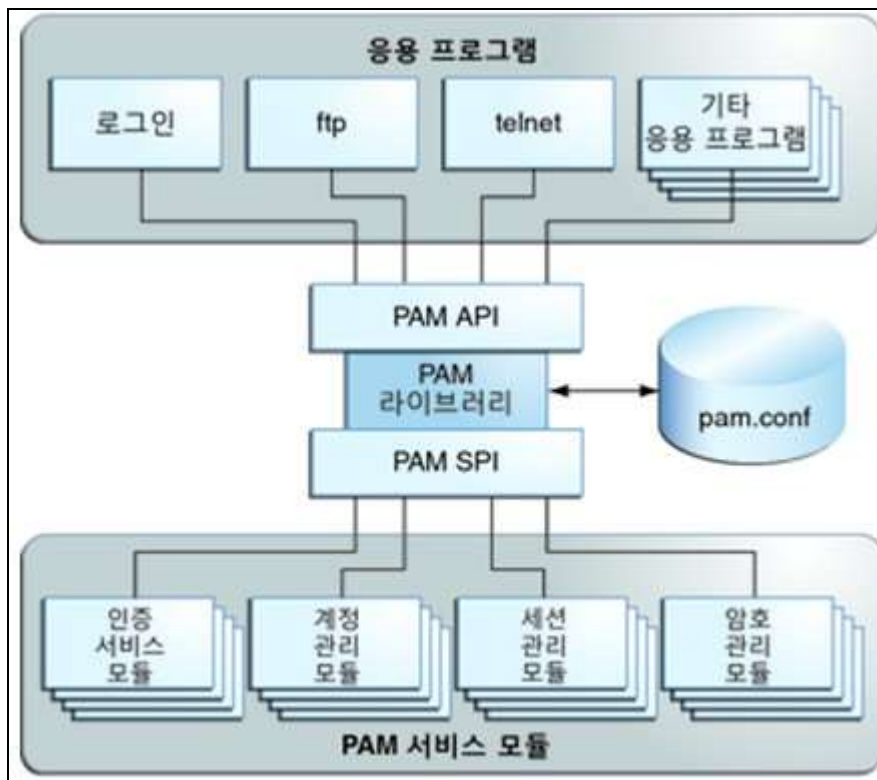 응용 프로그램
로그인
ftp
telnet
기타
응용 프로그램
PAM API
PAM
라이브러리
pam.conf
PAM SPI
인증
서비스
모듈
계정
관리
모듈
세션
관리
모듈
암호
관리
모듈
PAM 서비스 모듈